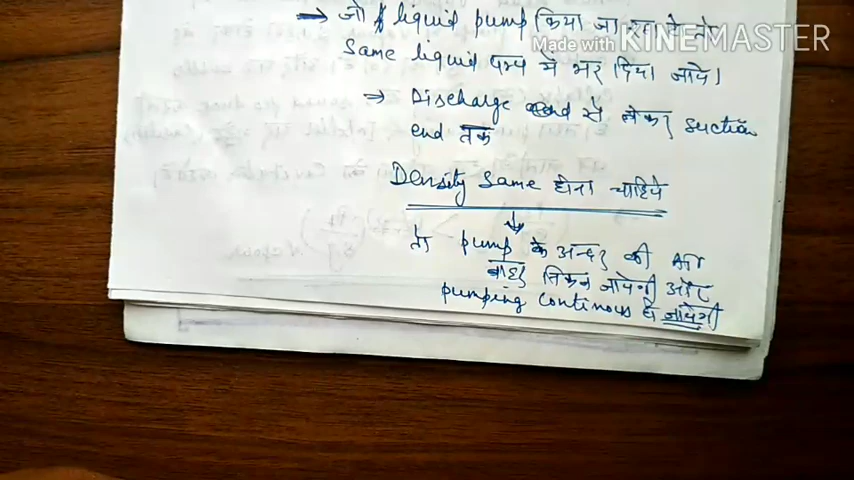 → जो liquid pump किया जा रहा है तो
Made with KINEMASTER
same liquid पम्प में भर दिया जाये।
→ Discharge end से लेकर suction
end तक
Density same होना चाहिये
↓
तो pump के अन्दर की Air
बाहर निकल जायेगी और
pumping continous हो जायेगी